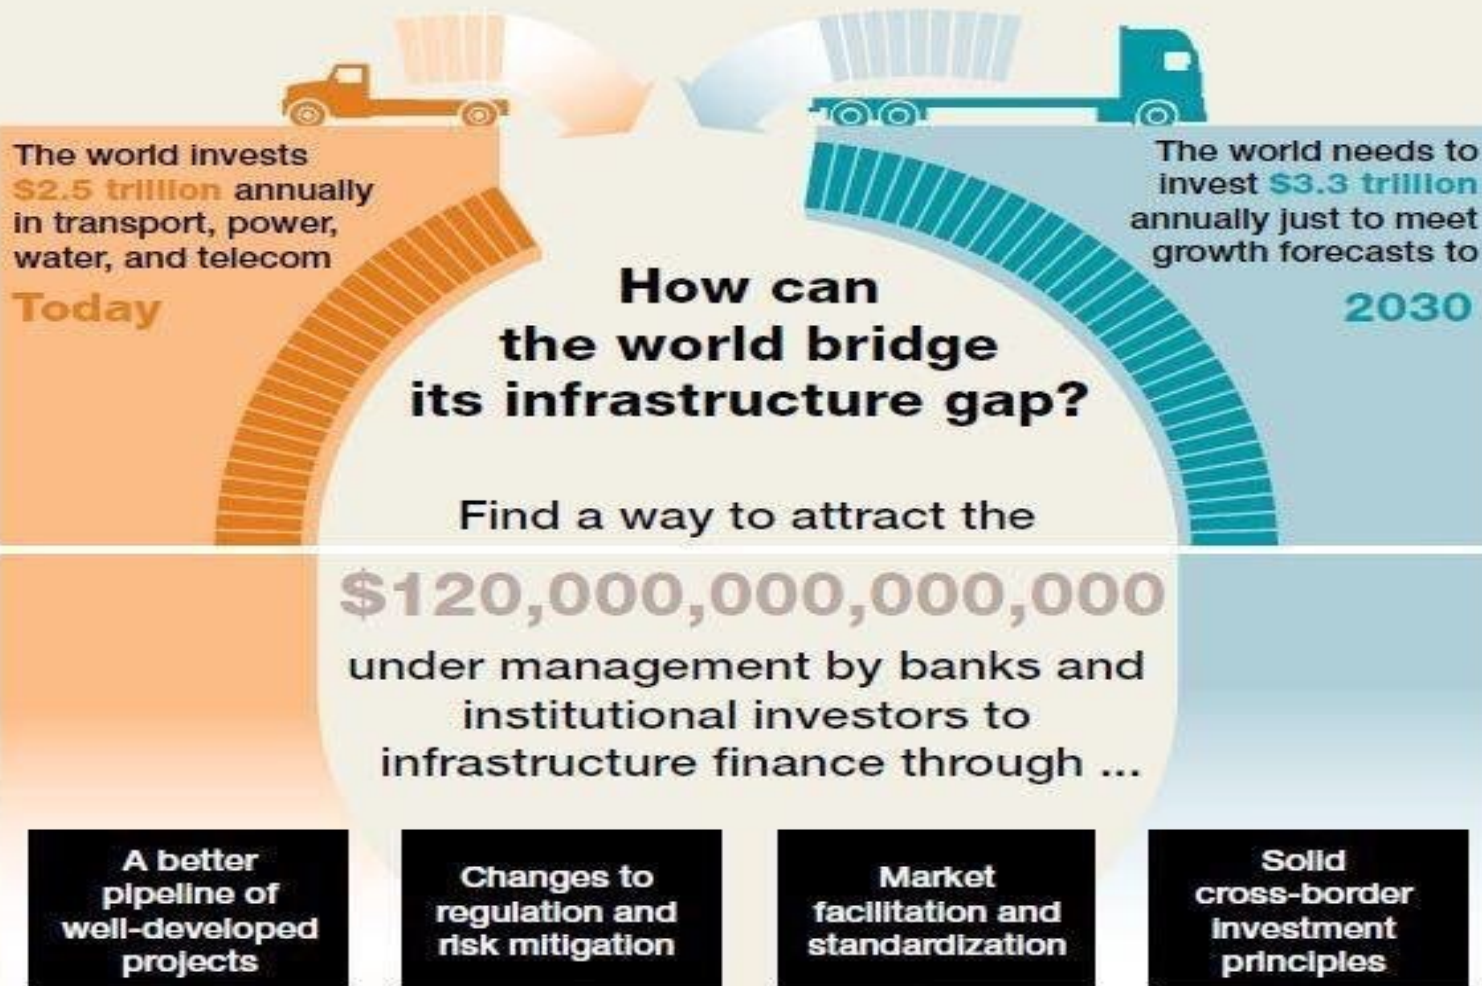 The world invests
$2.5 trillion annually
in transport, power,
water, and telecom
Today
The world needs to
invest $3.3 trillion
annually just to meet
growth forecasts to
2030
How can
the world bridge
its infrastructure gap?
Find a way to attract the
$120,000,000,000,000
under management by banks and
institutional investors to
infrastructure finance through ...
A better
pipeline of
well-developed
projects
Changes to
regulation and
risk mitigation
Market
facilitation and
standardization
Solid
cross-border
investment
principles